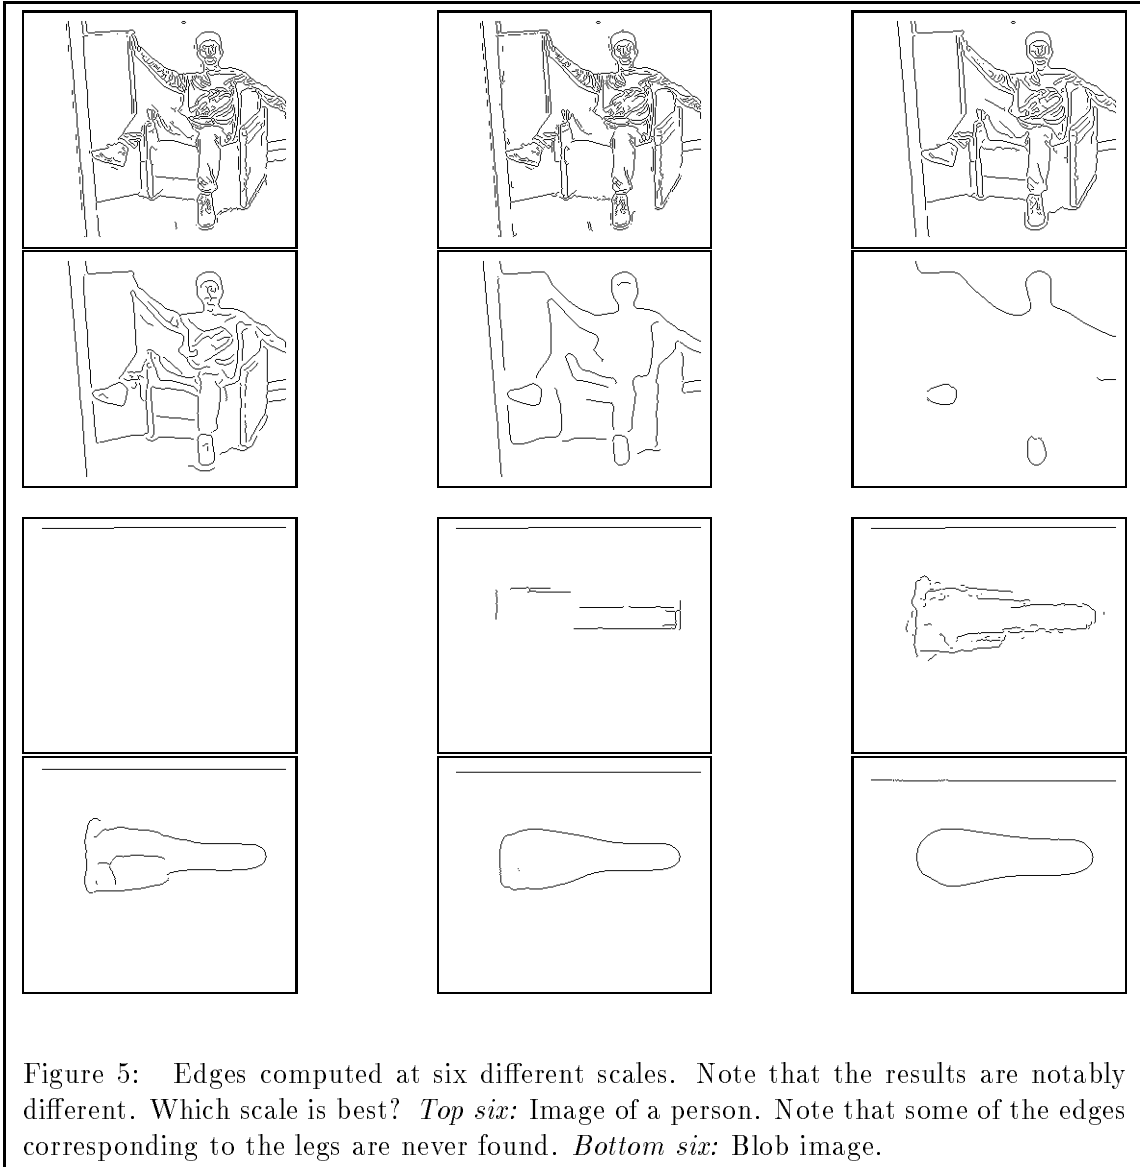 Figure 5: Edges computed at six different scales. Note that the results are notably
different. Which scale is best? Top six: Image of a person. Note that some of the edges
corresponding to the legs are never found. Bottom six: Blob image.